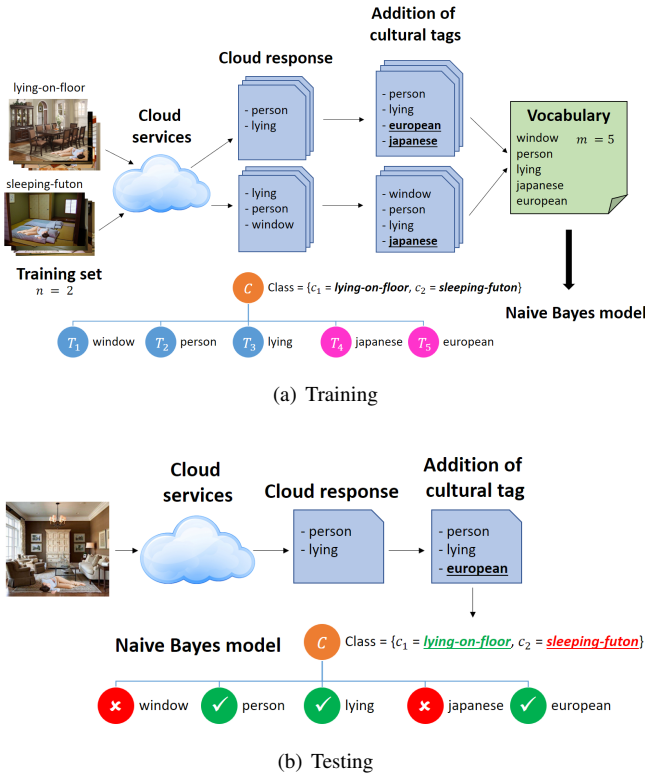 Addition of
cultural tags
Cloud response
lying-on-floor
Cloud
services
- person
- lying
- person
- lying
- european
- japanese
Vocabulary
window
m = 5
person
lying
japanese
european
sleeping-futon
- lying
- person
- window
- window
- person
- lying
- japanese
Training set
n = 2
C
Class = {c₁ = lying-on-floor, c₂ = sleeping-futon}
Naive Bayes model
T₁ window
T₂ person
T₃ lying
T₄ japanese
T₅ european
(a) Training
Cloud
services
Cloud response
Addition of
cultural tag
- person
- lying
- person
- lying
- european
Naive Bayes model
C
Class = {c₁ = lying-on-floor, c₂ = sleeping-futon}
✘ window
✓ person
✓ lying
✘ japanese
✓ european
(b) Testing